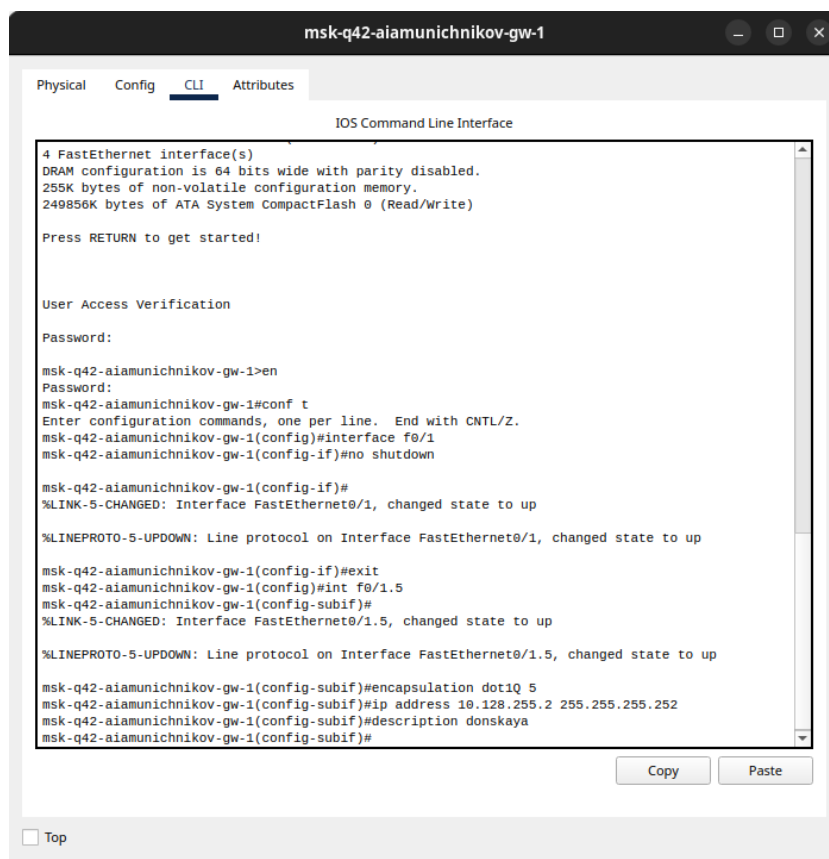 msk-q42-aiamunichnikov-gw-1
Physical Config CLI Attributes
IOS Command Line Interface
4 FastEthernet interface(s)
DRAM configuration is 64 bits wide with parity disabled.
255K bytes of non-volatile configuration memory.
249856K bytes of ATA System CompactFlash 0 (Read/Write)
Press RETURN to get started!
User Access Verification
Password:
msk-q42-aiamunichnikov-gw-1>en
Password:
msk-q42-aiamunichnikov-gw-1#conf t
Enter configuration commands, one per line.  End with CNTL/Z.
msk-q42-aiamunichnikov-gw-1(config)#interface f0/1
msk-q42-aiamunichnikov-gw-1(config-if)#no shutdown
msk-q42-aiamunichnikov-gw-1(config-if)#
%LINK-5-CHANGED: Interface FastEthernet0/1, changed state to up
%LINEPROTO-5-UPDOWN: Line protocol on Interface FastEthernet0/1, changed state to up
msk-q42-aiamunichnikov-gw-1(config-if)#exit
msk-q42-aiamunichnikov-gw-1(config)#int f0/1.5
msk-q42-aiamunichnikov-gw-1(config-subif)#
%LINK-5-CHANGED: Interface FastEthernet0/1.5, changed state to up
%LINEPROTO-5-UPDOWN: Line protocol on Interface FastEthernet0/1.5, changed state to up
msk-q42-aiamunichnikov-gw-1(config-subif)#encapsulation dot1Q 5
msk-q42-aiamunichnikov-gw-1(config-subif)#ip address 10.128.255.2 255.255.255.252
msk-q42-aiamunichnikov-gw-1(config-subif)#description donskaya
msk-q42-aiamunichnikov-gw-1(config-subif)#
Copy Paste
Top